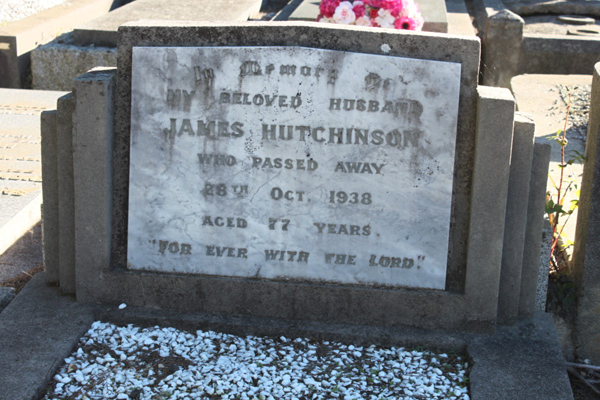 In Memory Of
MY BELOVED HUSBAND
JAMES HUTCHINSON
WHO PASSED AWAY
28TH OCT. 1938
AGED 77 YEARS.
"FOR EVER WITH THE LORD."